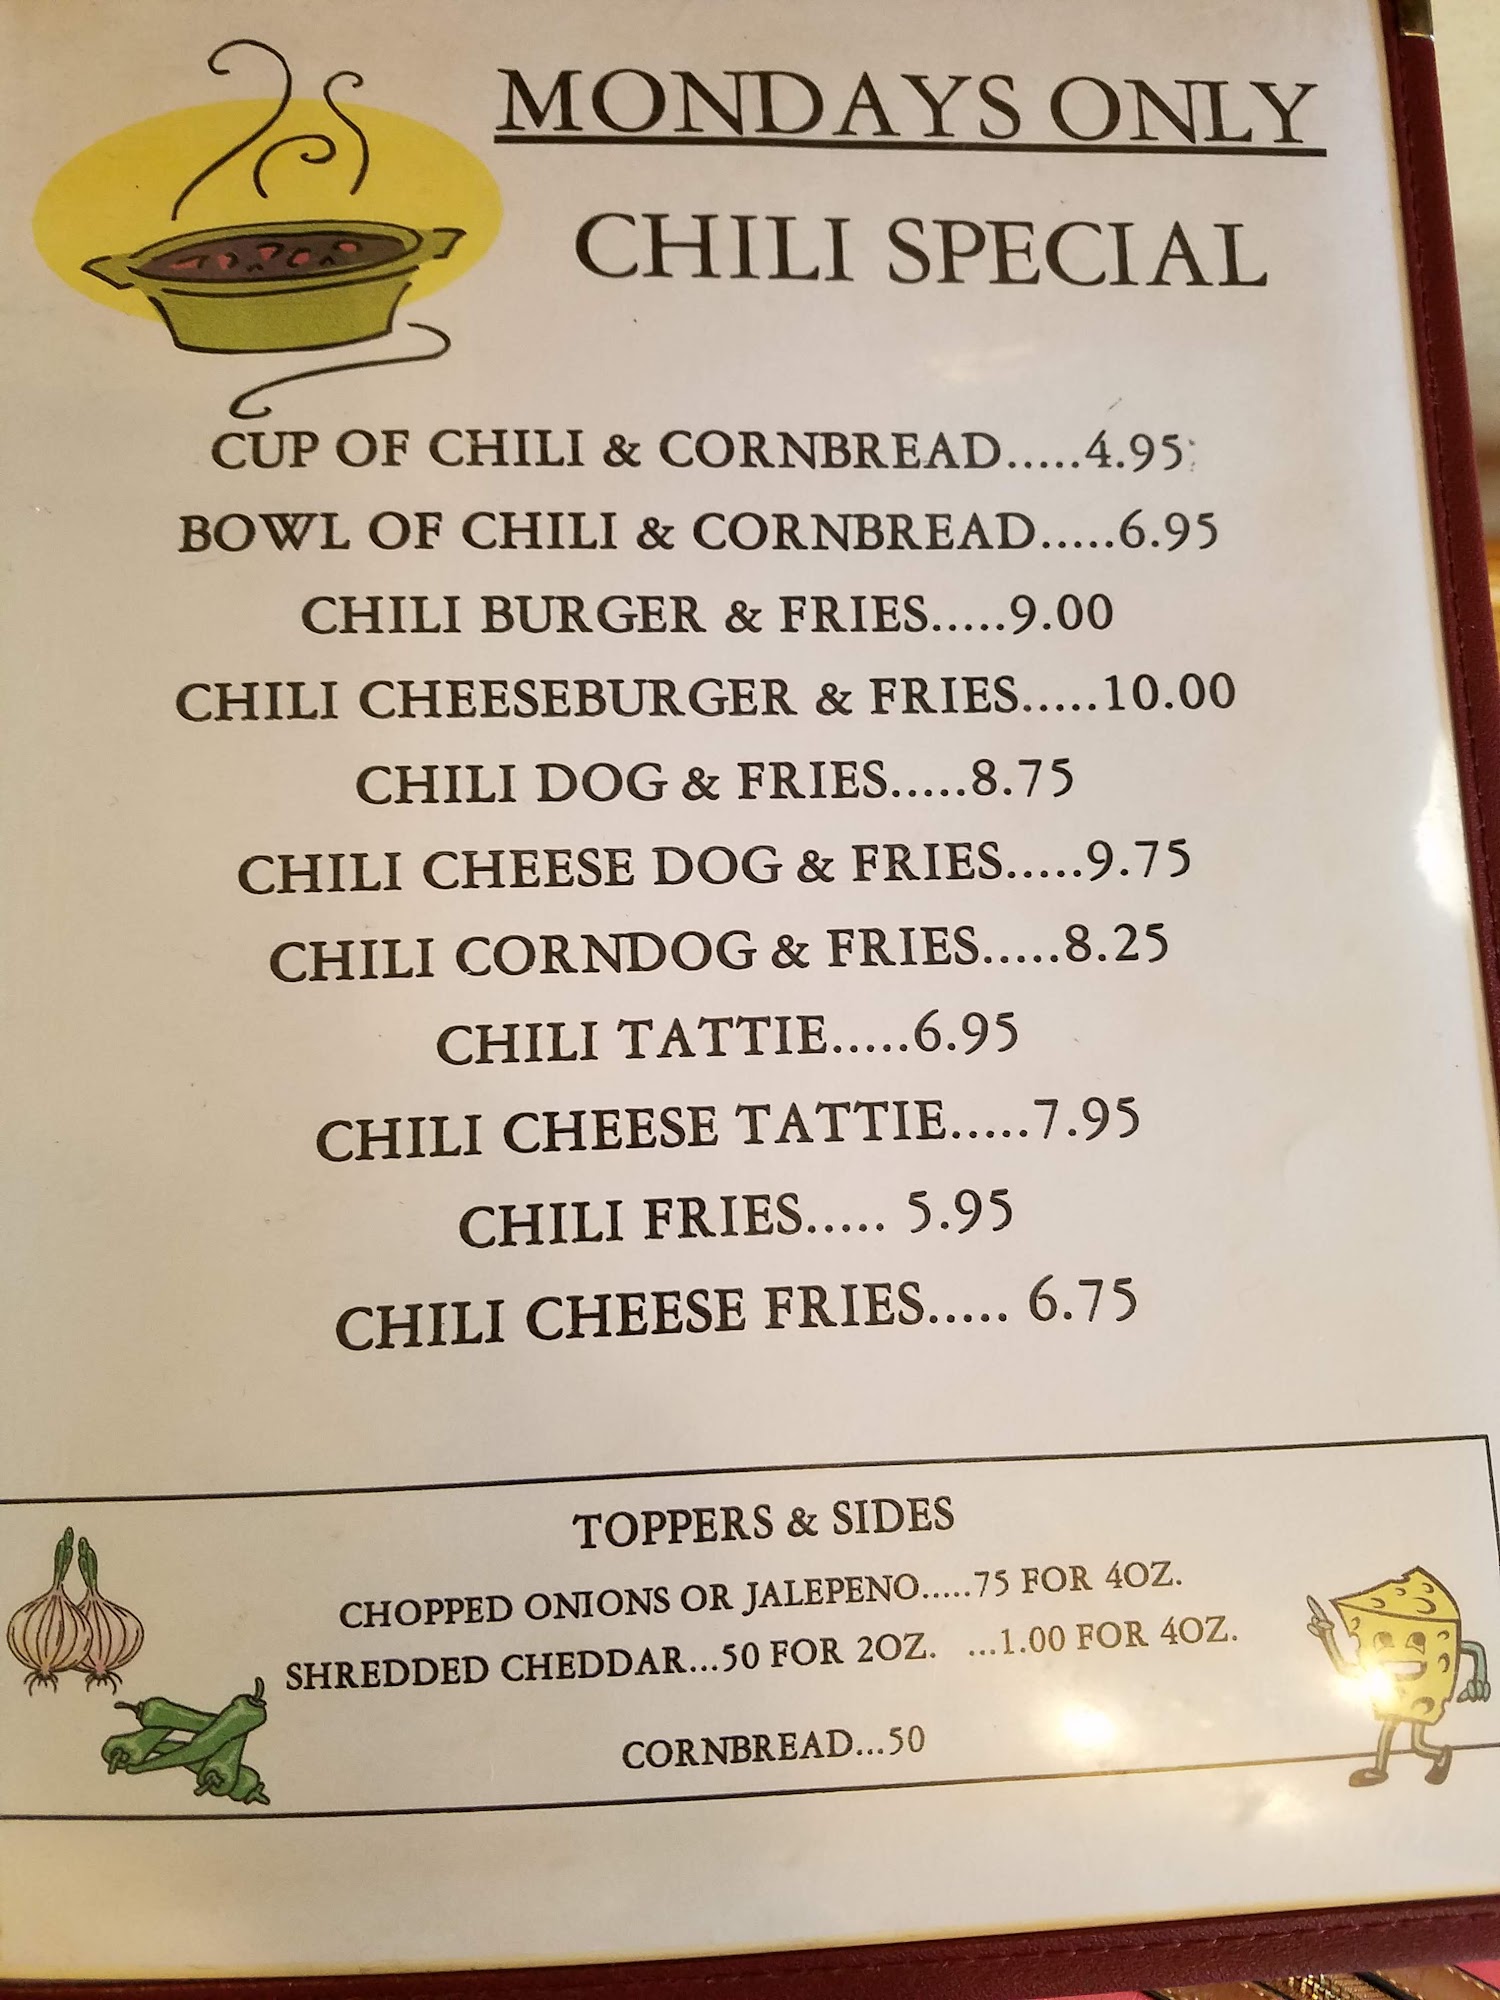 MONDAYS ONLY
CHILI SPECIAL
CUP OF CHILI & CORNBREAD.....4.95
BOWL OF CHILI & CORNBREAD.....6.95
CHILI BURGER & FRIES.....9.00
CHILI CHEESEBURGER & FRIES.....10.00
CHILI DOG & FRIES.....8.75
CHILI CHEESE DOG & FRIES.....9.75
CHILI CORNDOG & FRIES.....8.25
CHILI TATTIE.....6.95
CHILI CHEESE TATTIE.....7.95
CHILI FRIES..... 5.95
CHILI CHEESE FRIES..... 6.75
TOPPERS & SIDES
CHOPPED ONIONS OR JALEPENO.....75 FOR 4OZ.
SHREDDED CHEDDAR...50 FOR 2OZ. ...1.00 FOR 4OZ.
CORNBREAD...50